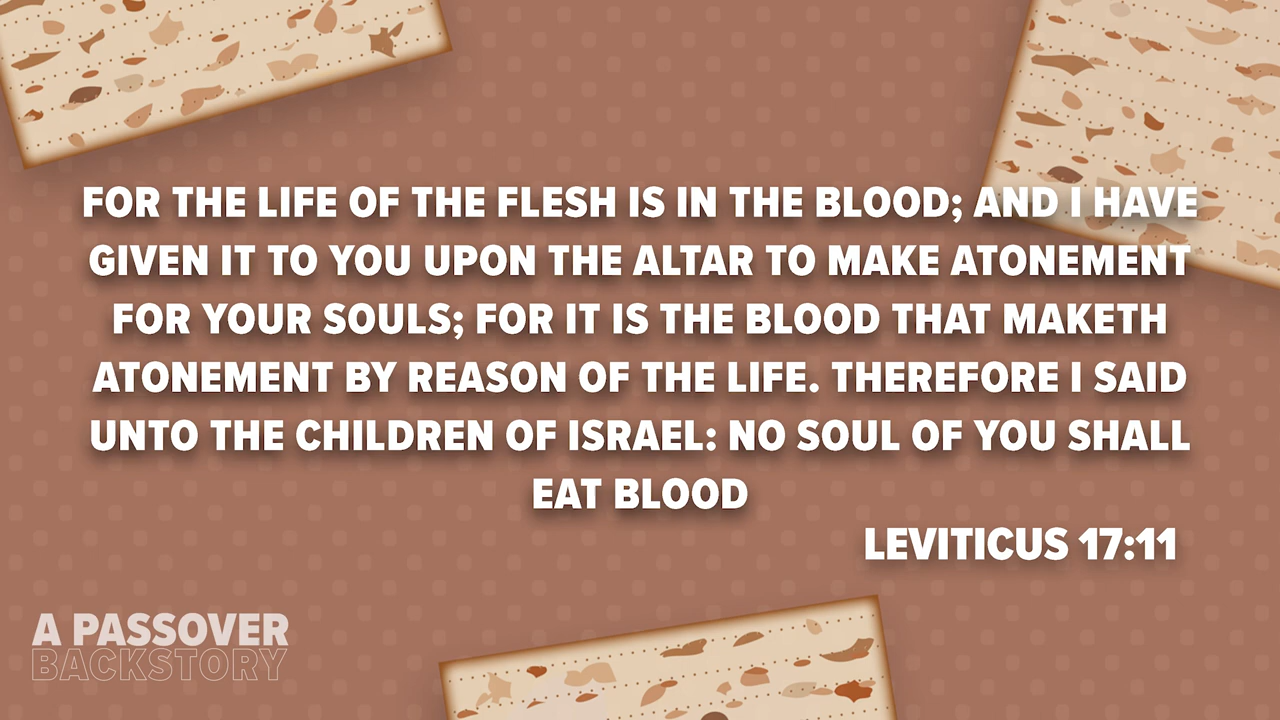 FOR THE LIFE OF THE FLESH IS IN THE BLOOD; AND I HAVE
GIVEN IT TO YOU UPON THE ALTAR TO MAKE ATONEMENT
FOR YOUR SOULS; FOR IT IS THE BLOOD THAT MAKETH
ATONEMENT BY REASON OF THE LIFE. THEREFORE I SAID
UNTO THE CHILDREN OF ISRAEL: NO SOUL OF YOU SHALL
EAT BLOOD
LEVITICUS 17:11
A PASSOVER
BACKSTORY